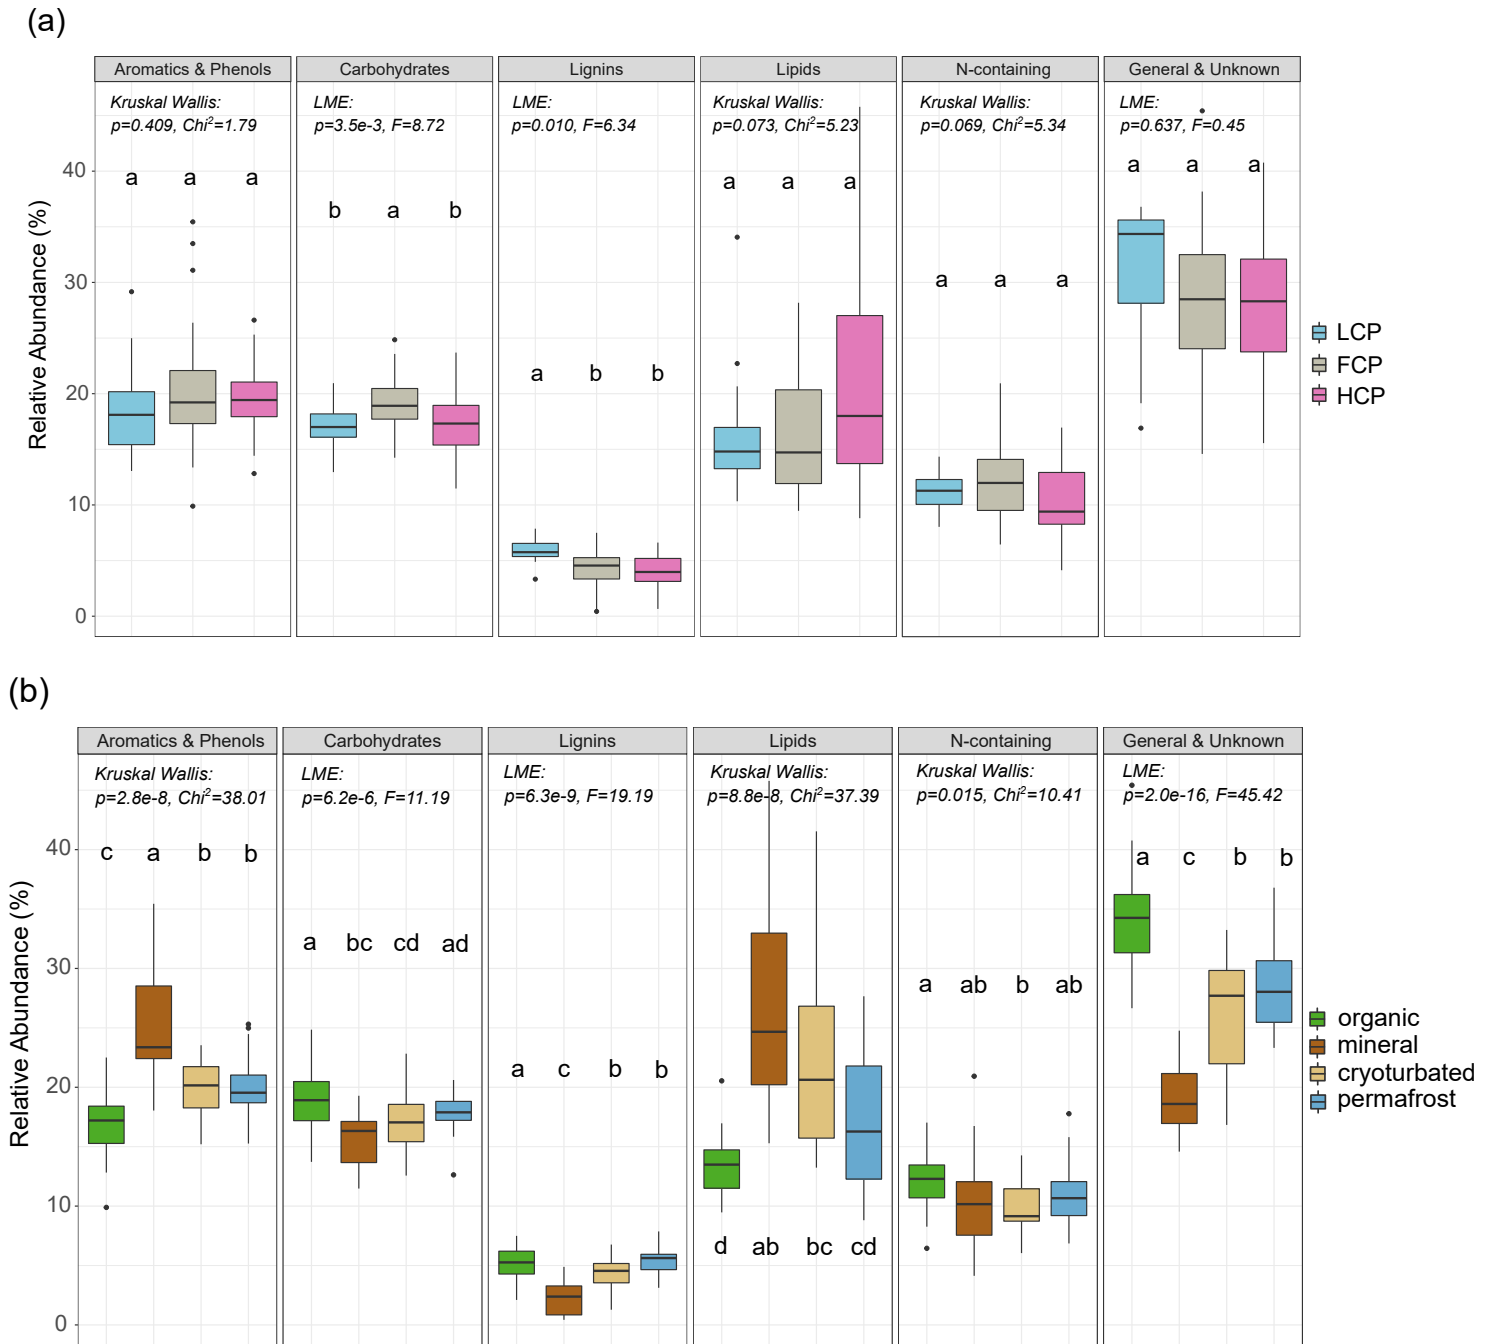 (a)
Aromatics & Phenols Carbohydrates Lignins Lipids N-containing General & Unknown
Kruskal Wallis: LME: LME: Kruskal Wallis: Kruskal Wallis: LME:
p=0.409, Chi²=1.79 p=3.5e-3, F=8.72 p=0.010, F=6.34 p=0.073, Chi²=5.23 p=0.069, Chi²=5.34 p=0.637, F=0.45
a a a b a b a b b a a a a a a a a a
Relative Abundance (%)
40
30
20
10
0
LCP
FCP
HCP
(b)
Aromatics & Phenols Carbohydrates Lignins Lipids N-containing General & Unknown
Kruskal Wallis: LME: LME: Kruskal Wallis: Kruskal Wallis: LME:
p=2.8e-8, Chi²=38.01 p=6.2e-6, F=11.19 p=6.3e-9, F=19.19 p=8.8e-8, Chi²=37.39 p=0.015, Chi²=10.41 p=2.0e-16, F=45.42
c a b b a bc cd ad a c b b d ab bc cd a ab b ab a c b b
Relative Abundance (%)
40
30
20
10
0
organic
mineral
cryoturbated
permafrost